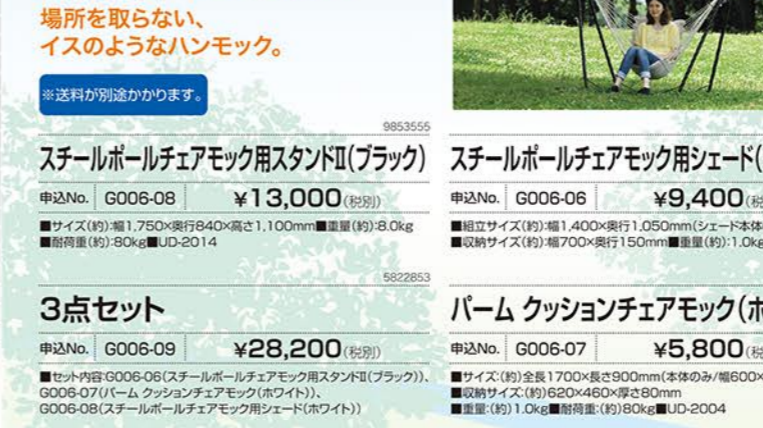 場所を取らない、
イスのようなハンモック。
※送料が別途かかります。
9853555
スチールポールチェアモック用スタンドⅡ(ブラック)
申込No. G006-08 ¥13,000(税別)
■サイズ(約):幅1,750×奥行840×高さ1,100mm■重量(約):8.0kg
■耐荷重(約):80kg■UD-2014
5822853
3点セット
申込No. G006-09 ¥28,200(税別)
■セット内容:G006-06(スチールポールチェアモック用スタンドⅡ(ブラック))、
G006-07(パーム クッションチェアモック(ホワイト))、
G006-08(スチールポールチェアモック用シェード(ホワイト))
スチールポールチェアモック用シェード(
申込No. G006-06 ¥9,400(税
■組立サイズ(約):幅1,400×奥行1,050mm(シェード本体
■収納サイズ(約):幅700×奥行150mm■重量(約):1.0kg
パーム クッションチェアモック(ホ
申込No. G006-07 ¥5,800(税
■サイズ:(約)全長1700×長さ900mm(本体のみ/幅600×
■収納サイズ:(約)620×460×厚さ80mm
■重量:(約)1.0kg■耐荷重:(約)80kg■UD-2004